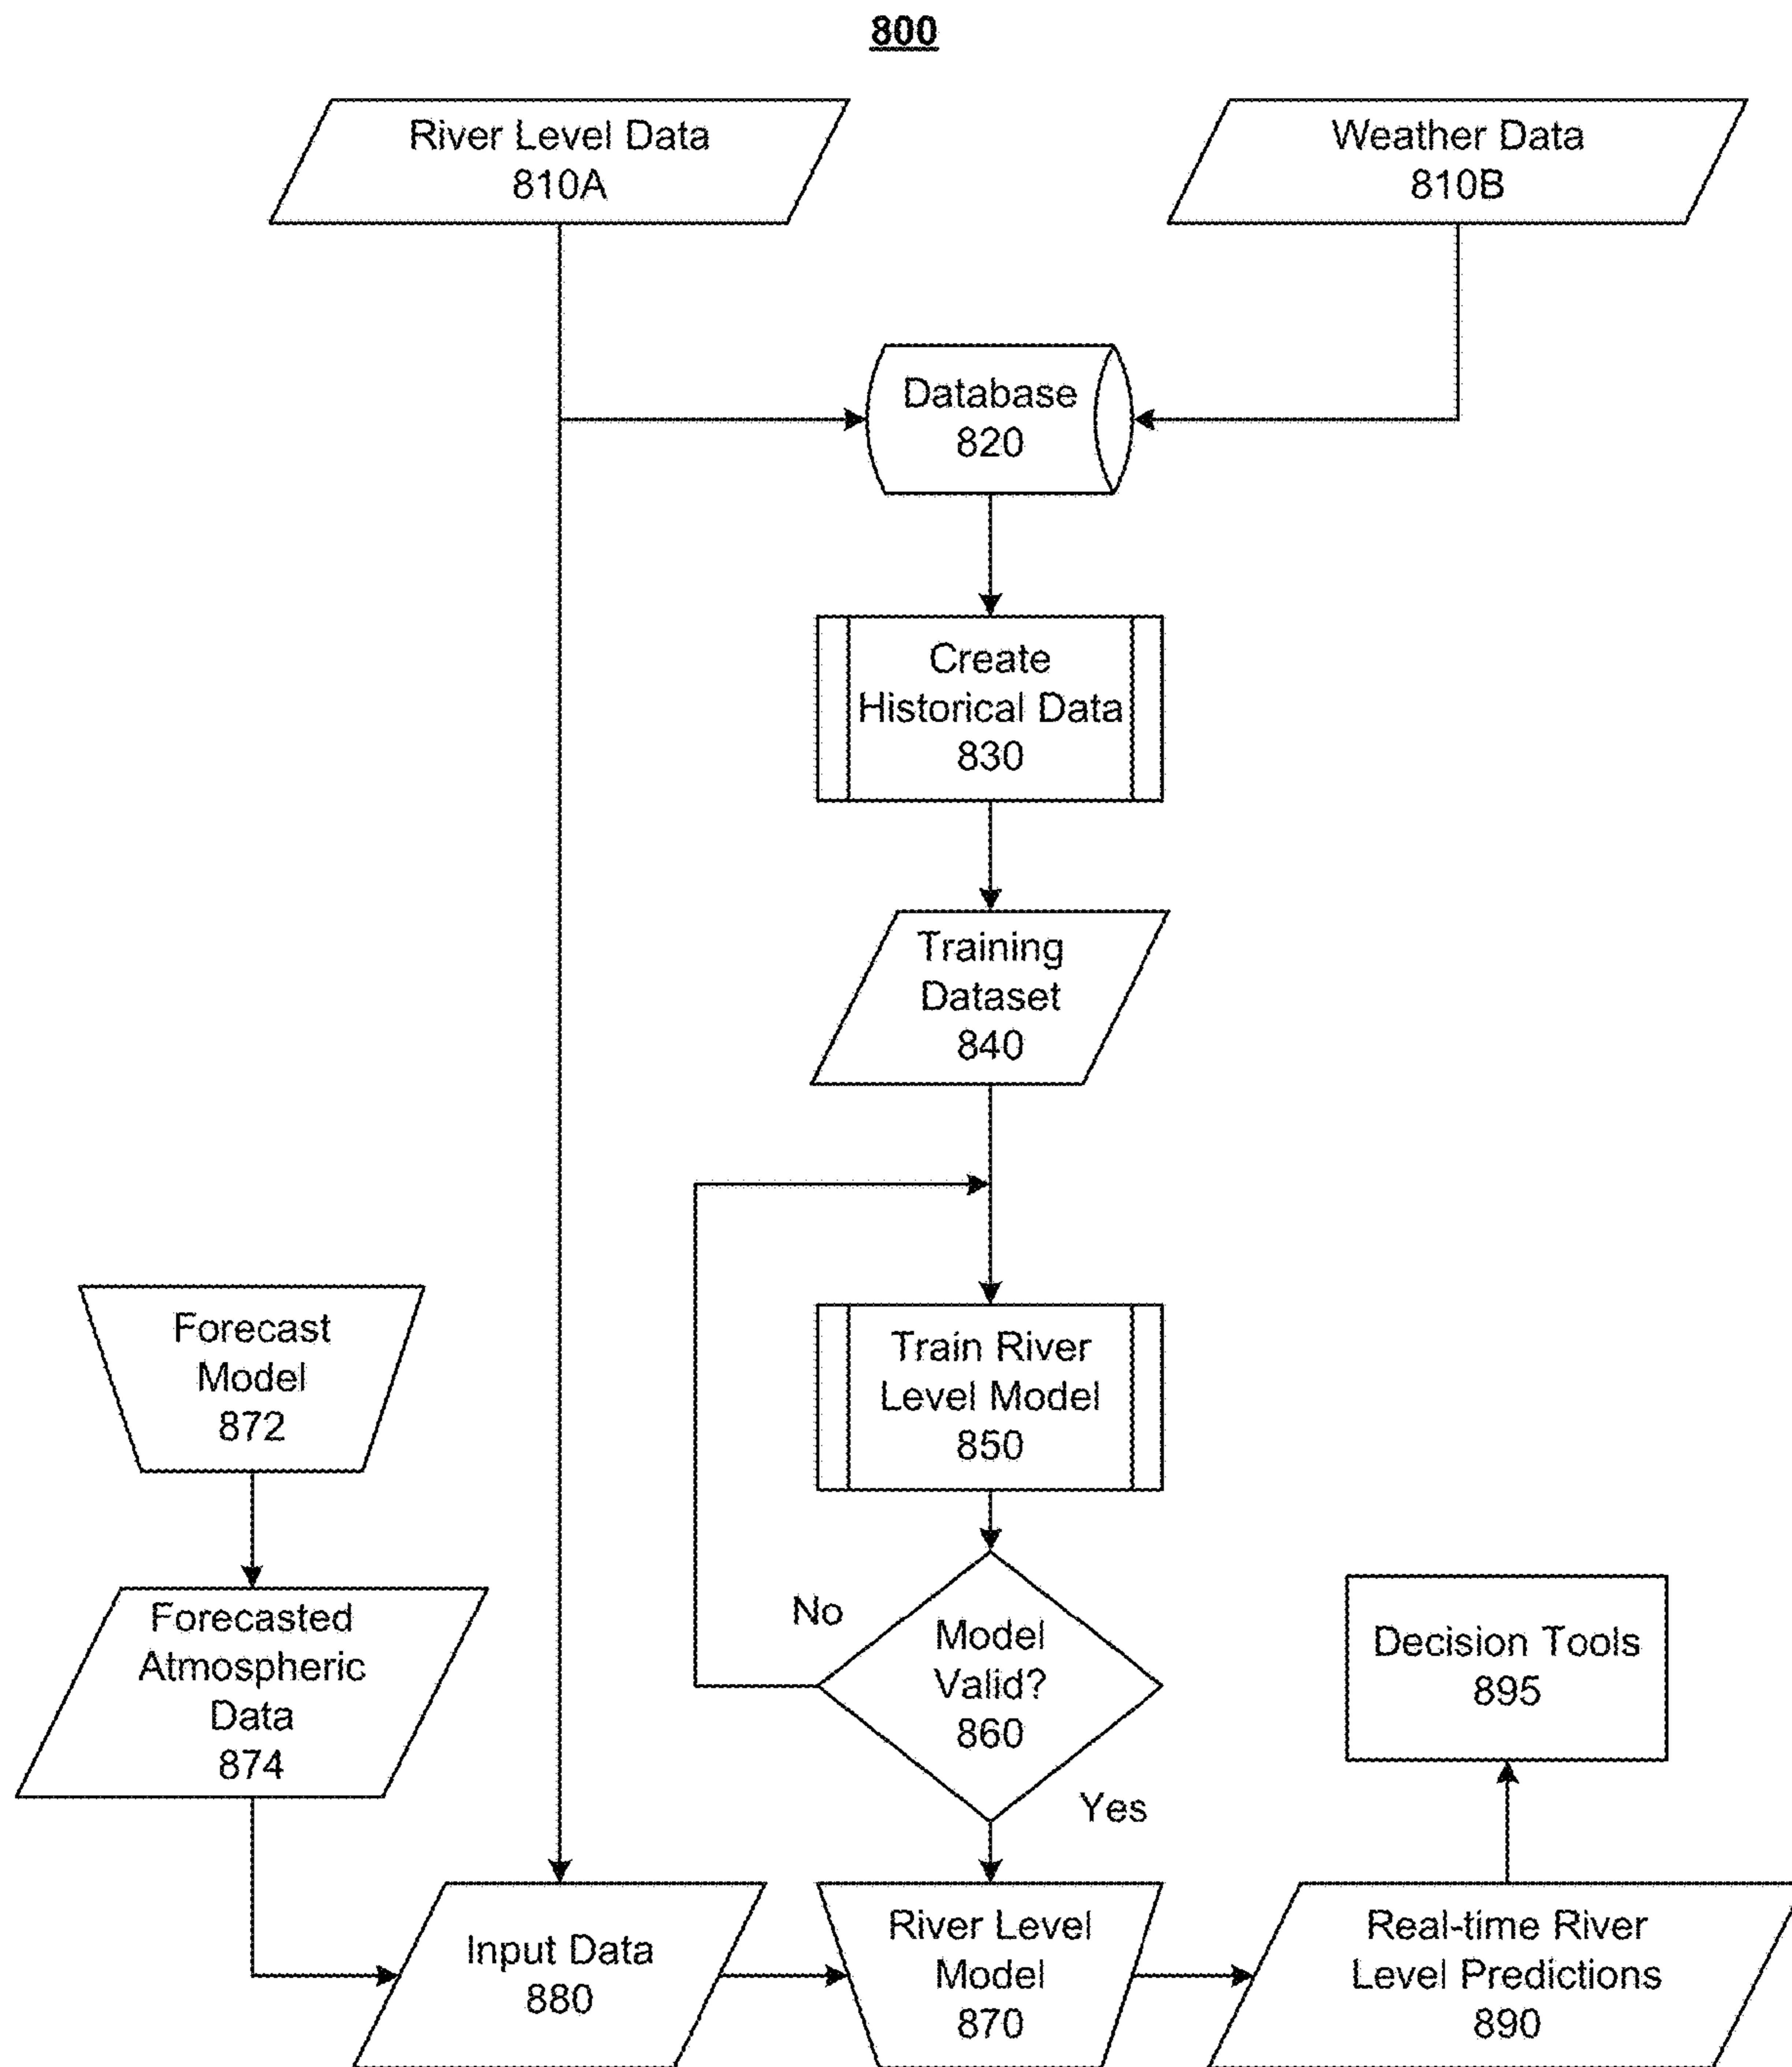 800
River Level Data
810A
Weather Data
810B
Database
820
Create
Historical Data
830
Training
Dataset
840
Forecast
Model
872
Train River
Level Model
850
Forecasted
Atmospheric
Data
874
No
Model
Valid?
860
Yes
Decision Tools
895
Input Data
880
River Level
Model
870
Real-time River
Level Predictions
890